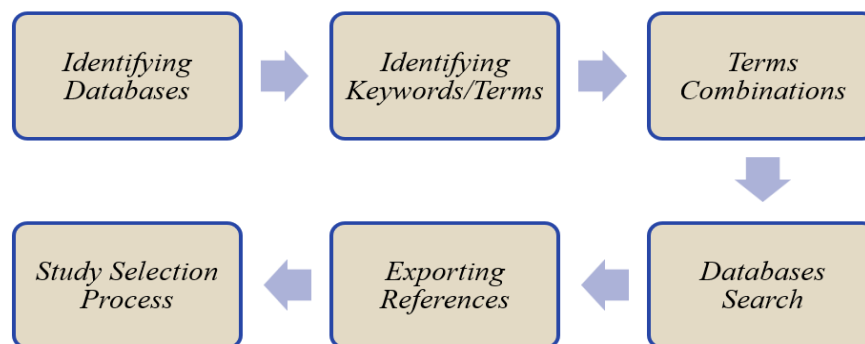 Identifying
Databases
Identifying
Keywords/Terms
Terms
Combinations
Databases
Search
Exporting
References
Study Selection
Process